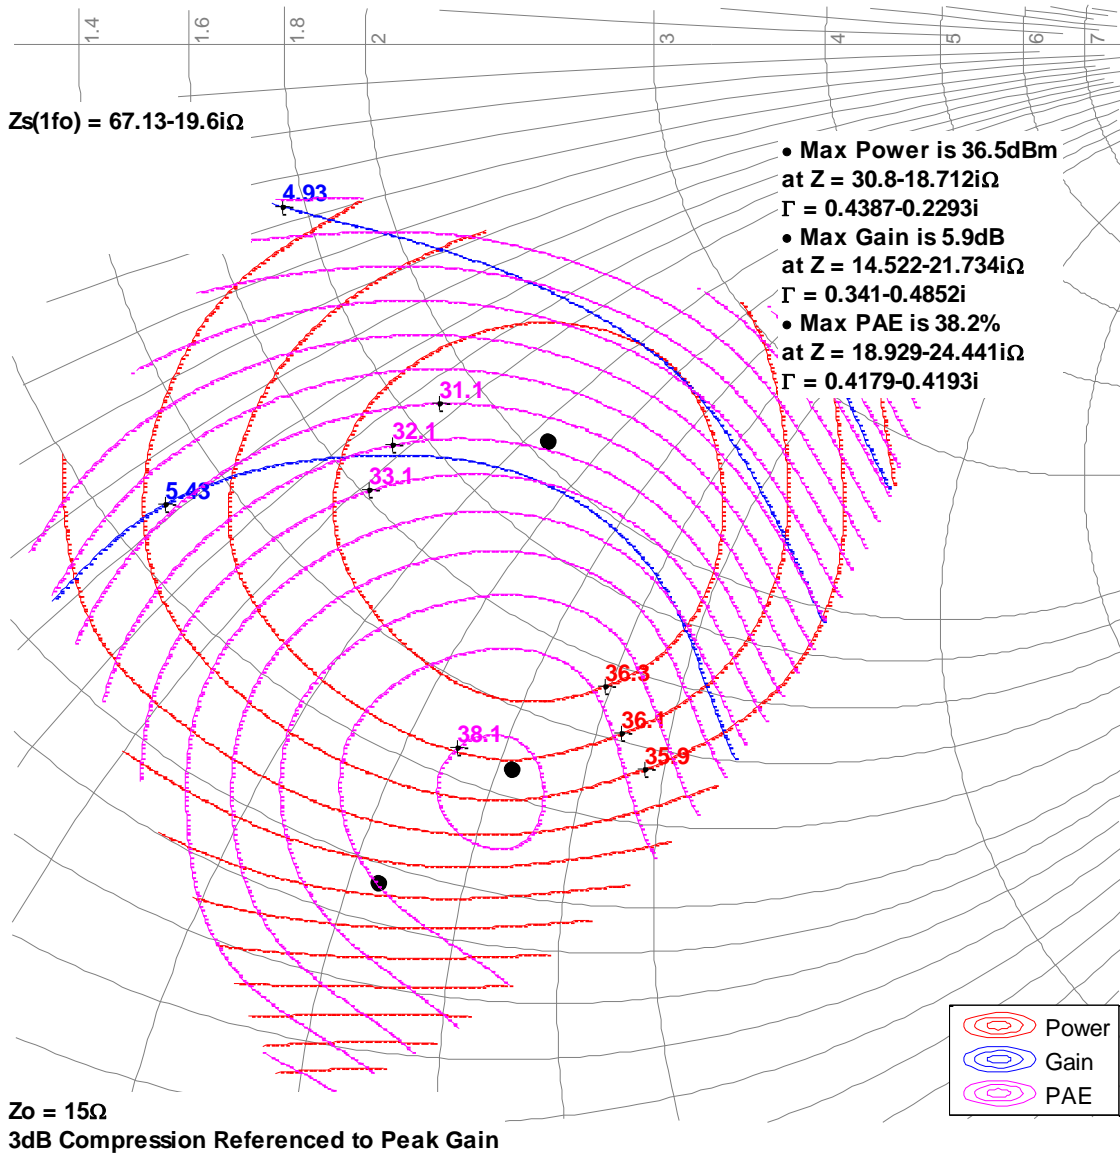 1.4
1.6
1.8
2
3
4
5
6
7
Zs(1fo) = 67.13-19.6iΩ
• Max Power is 36.5dBm
at Z = 30.8-18.712iΩ
Γ = 0.4387-0.2293i
• Max Gain is 5.9dB
at Z = 14.522-21.734iΩ
Γ = 0.341-0.4852i
• Max PAE is 38.2%
at Z = 18.929-24.441iΩ
Γ = 0.4179-0.4193i
4.93
31.1
32.1
33.1
5.43
36.3
36.1
35.9
38.1
Power
Gain
PAE
Zo = 15Ω
3dB Compression Referenced to Peak Gain